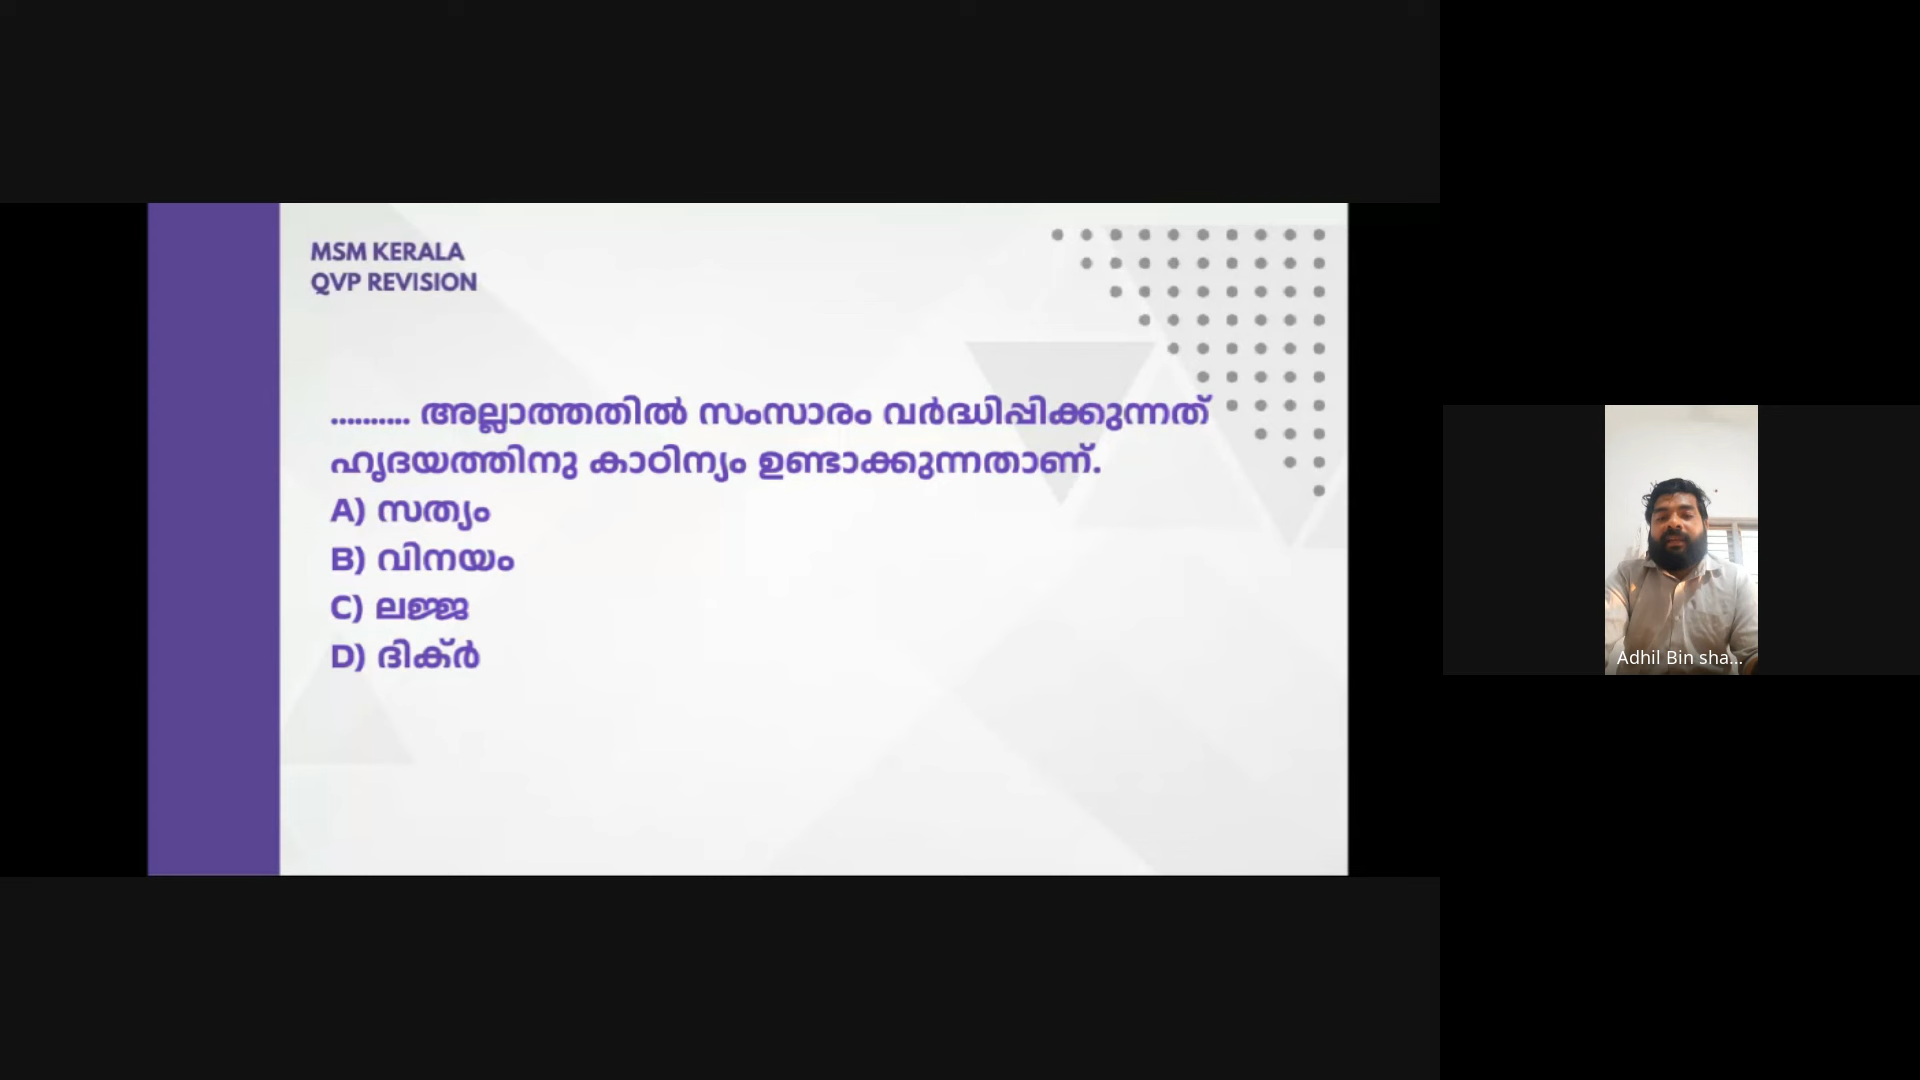 MSM KERALA
QVP REVISION
.......... അല്ലാത്തതിൽ സംസാരം വർദ്ധിപ്പിക്കുന്നത്
ഹൃദയത്തിനു കാഠിന്യം ഉണ്ടാക്കുന്നതാണ്.
A) സത്യം
B) വിനയം
C) ലജ്ജ
D) ദിക്ർ
Adhil Bin sha...